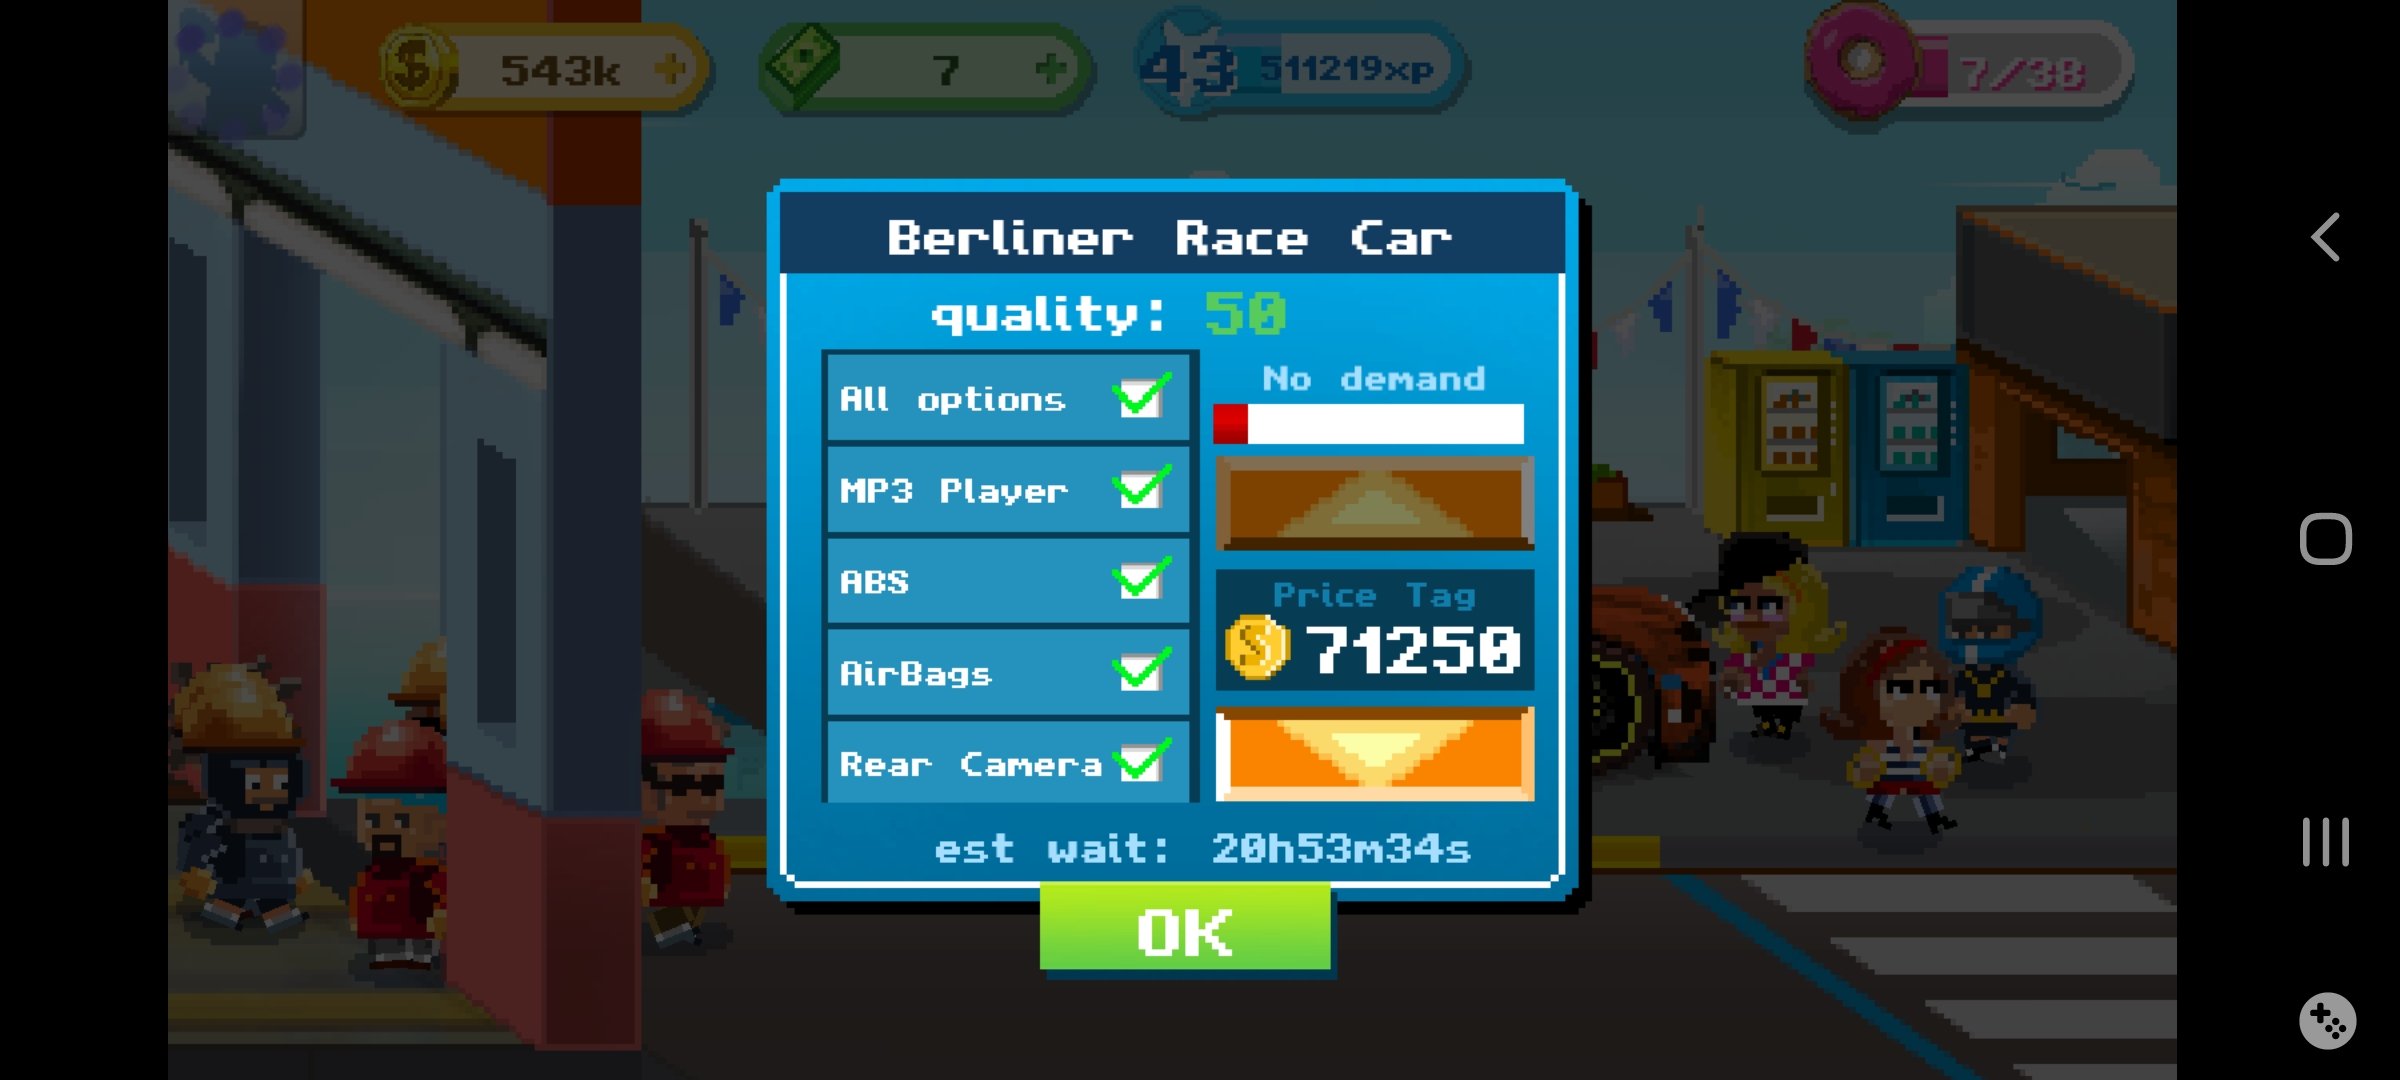 543k
7
43
511219xp
7/38
Berliner Race Car
quality: 50
All options
MP3 Player
ABS
AirBags
Rear Camera
No demand
Price Tag
71250
est wait: 20h53m34s
OK